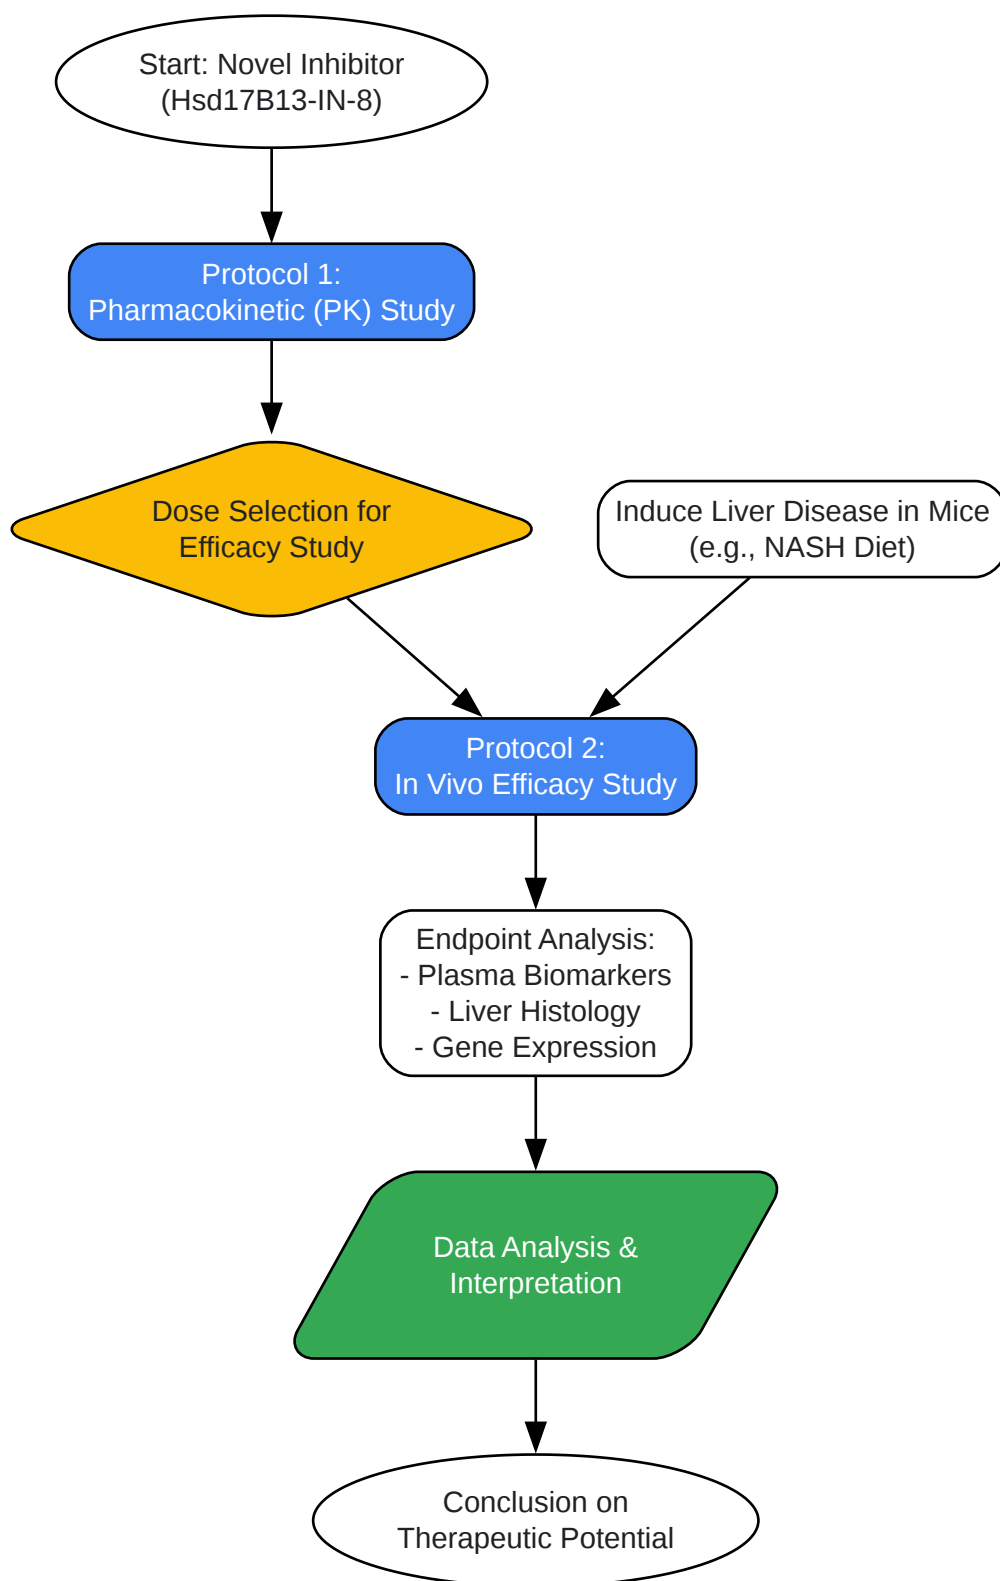 Start: Novel Inhibitor
(Hsd17B13-IN-8)
Protocol 1:
Pharmacokinetic (PK) Study
Dose Selection for
Efficacy Study
Induce Liver Disease in Mice
(e.g., NASH Diet)
Protocol 2:
In Vivo Efficacy Study
Endpoint Analysis:
- Plasma Biomarkers
- Liver Histology
- Gene Expression
Data Analysis &
Interpretation
Conclusion on
Therapeutic Potential